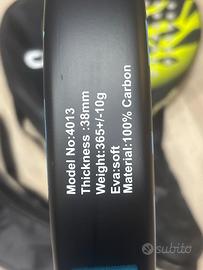 Model No:4013
Thickness :38mm
Weight:365+/-10g
Eva:soft
Material:100% Carbon
subito